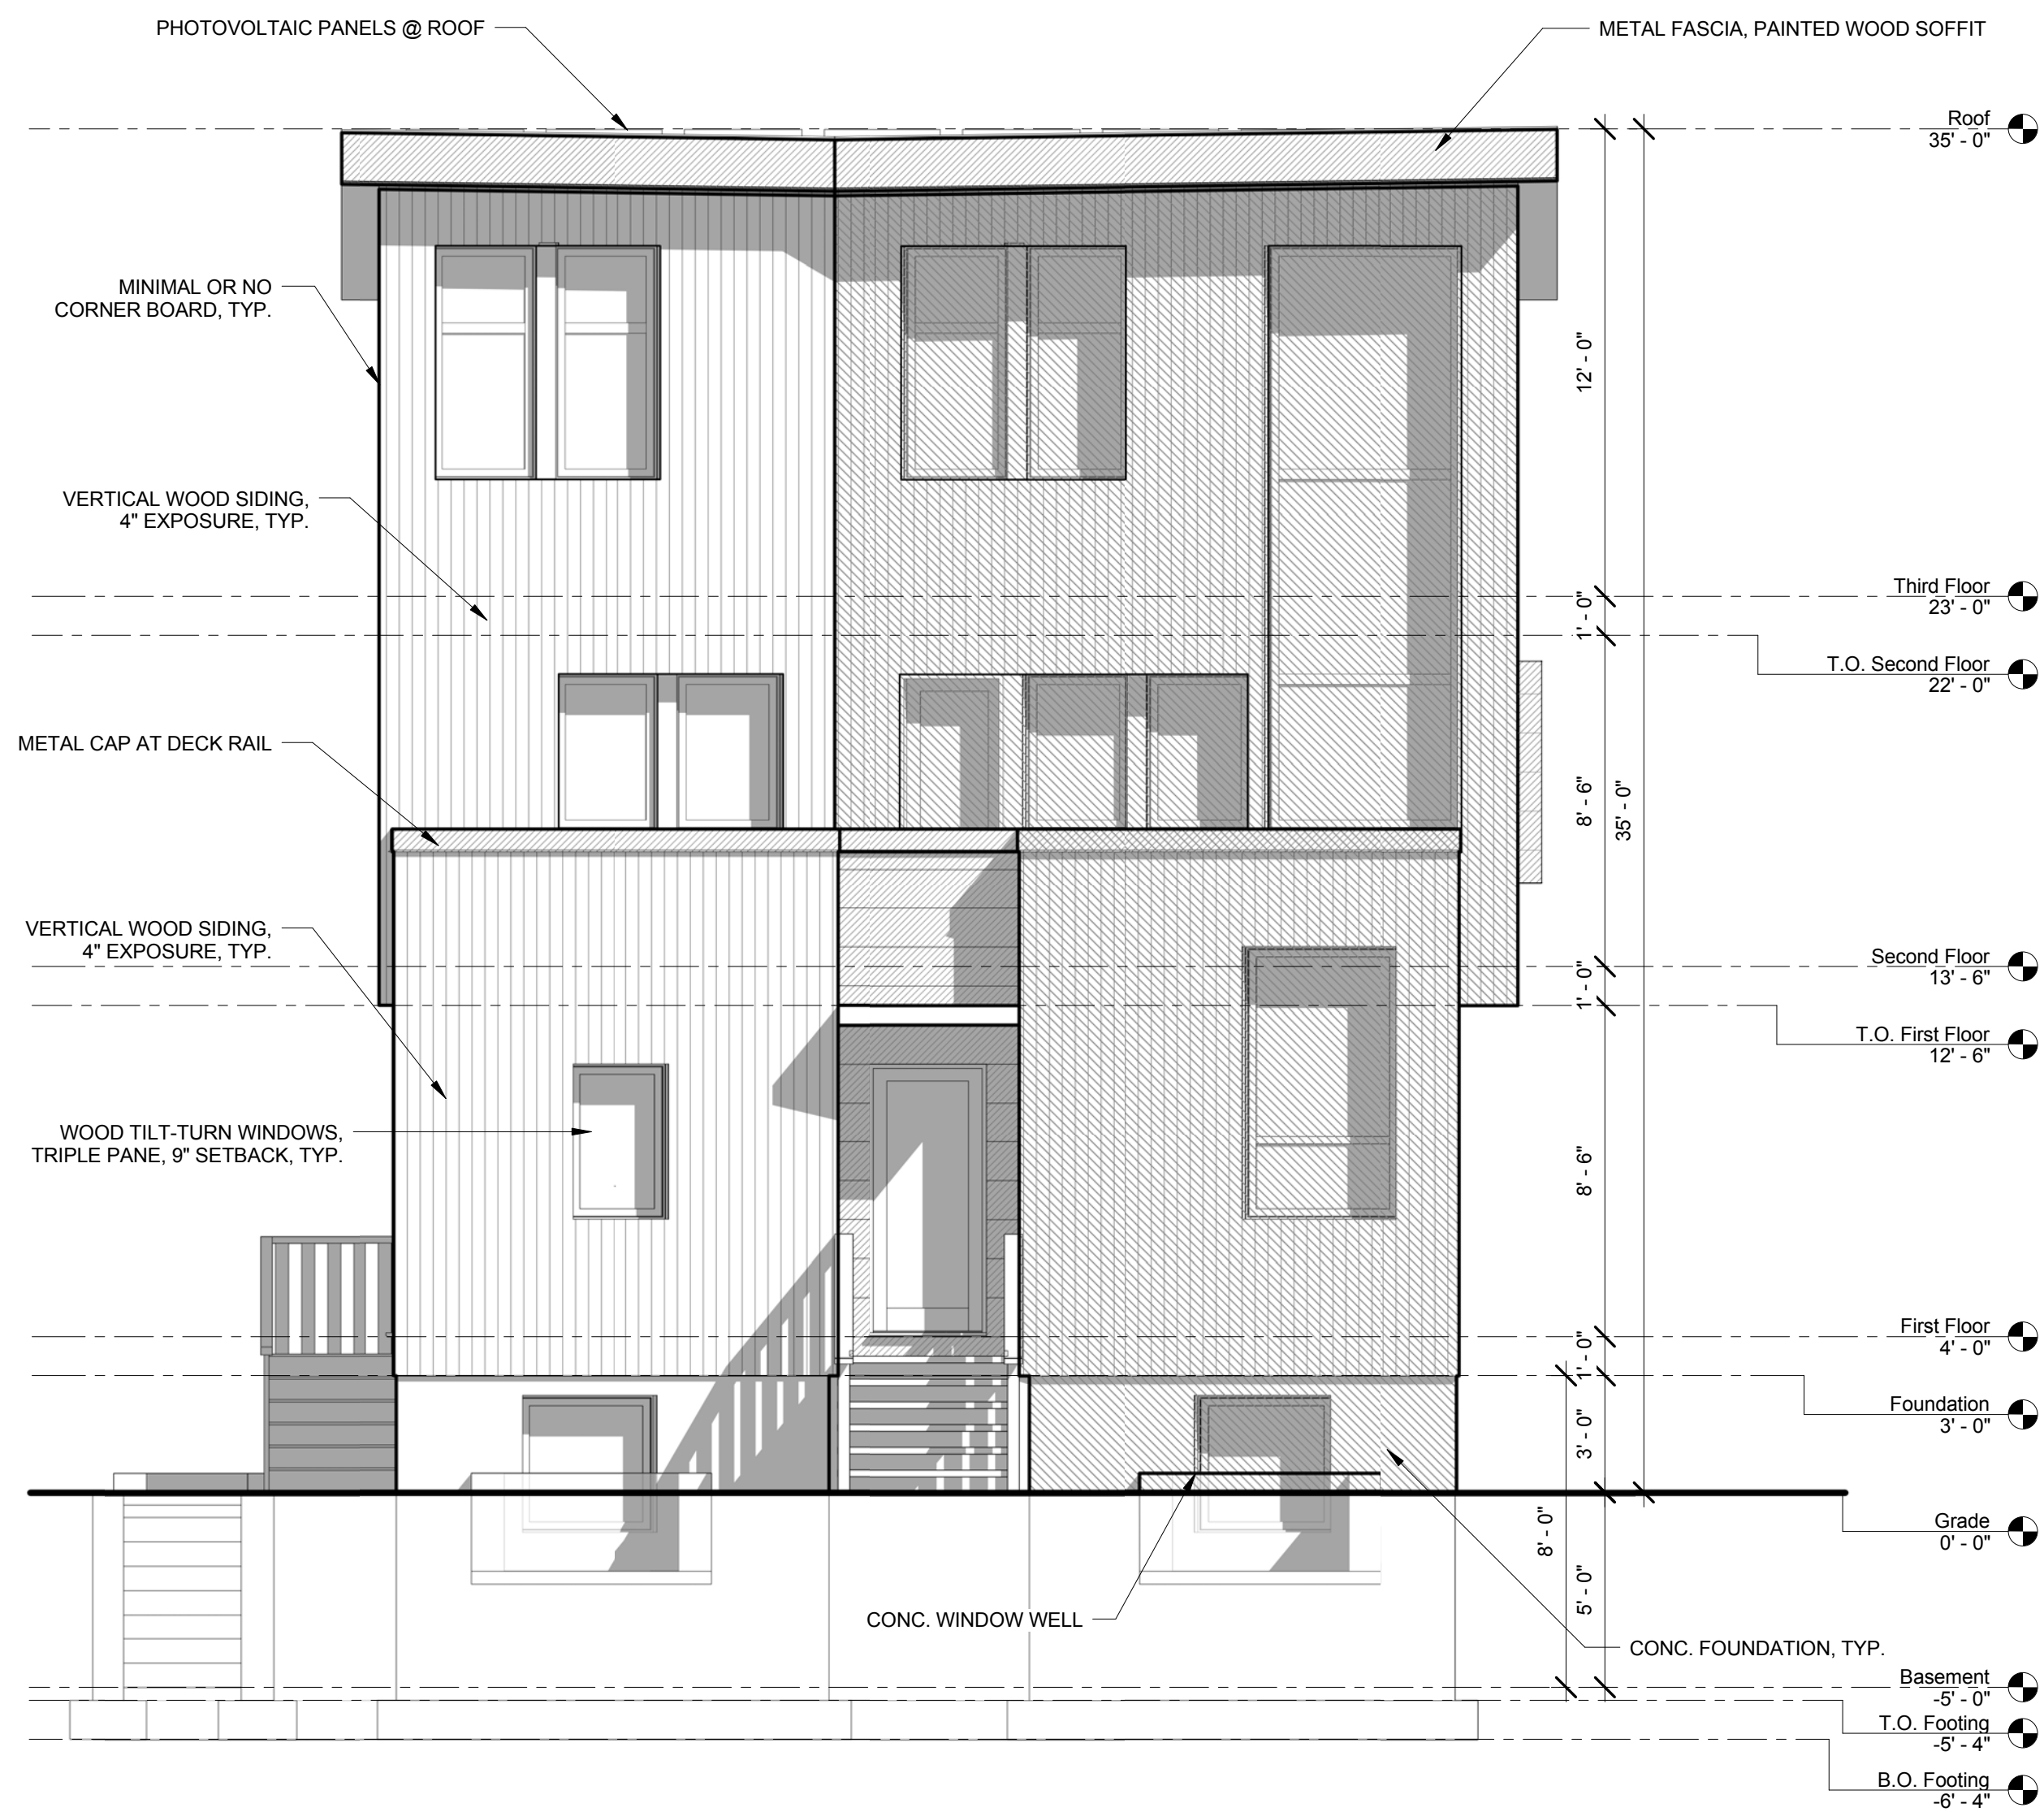 PHOTOVOLTAIC PANELS @ ROOF
METAL FASCIA, PAINTED WOOD SOFFIT
Roof
35' - 0"
MINIMAL OR NO
CORNER BOARD, TYP.
12' - 0"
VERTICAL WOOD SIDING,
4" EXPOSURE, TYP.
Third Floor
23' - 0"
1' - 0"
T.O. Second Floor
22' - 0"
METAL CAP AT DECK RAIL
8' - 6"
35' - 0"
VERTICAL WOOD SIDING,
4" EXPOSURE, TYP.
Second Floor
13' - 6"
1' - 0"
T.O. First Floor
12' - 6"
WOOD TILT-TURN WINDOWS,
TRIPLE PANE, 9" SETBACK, TYP.
8' - 6"
First Floor
4' - 0"
1' - 0"
Foundation
3' - 0"
3' - 0"
Grade
0' - 0"
8' - 0"
5' - 0"
CONC. WINDOW WELL
CONC. FOUNDATION, TYP.
Basement
-5' - 0"
T.O. Footing
-5' - 4"
B.O. Footing
-6' - 4"